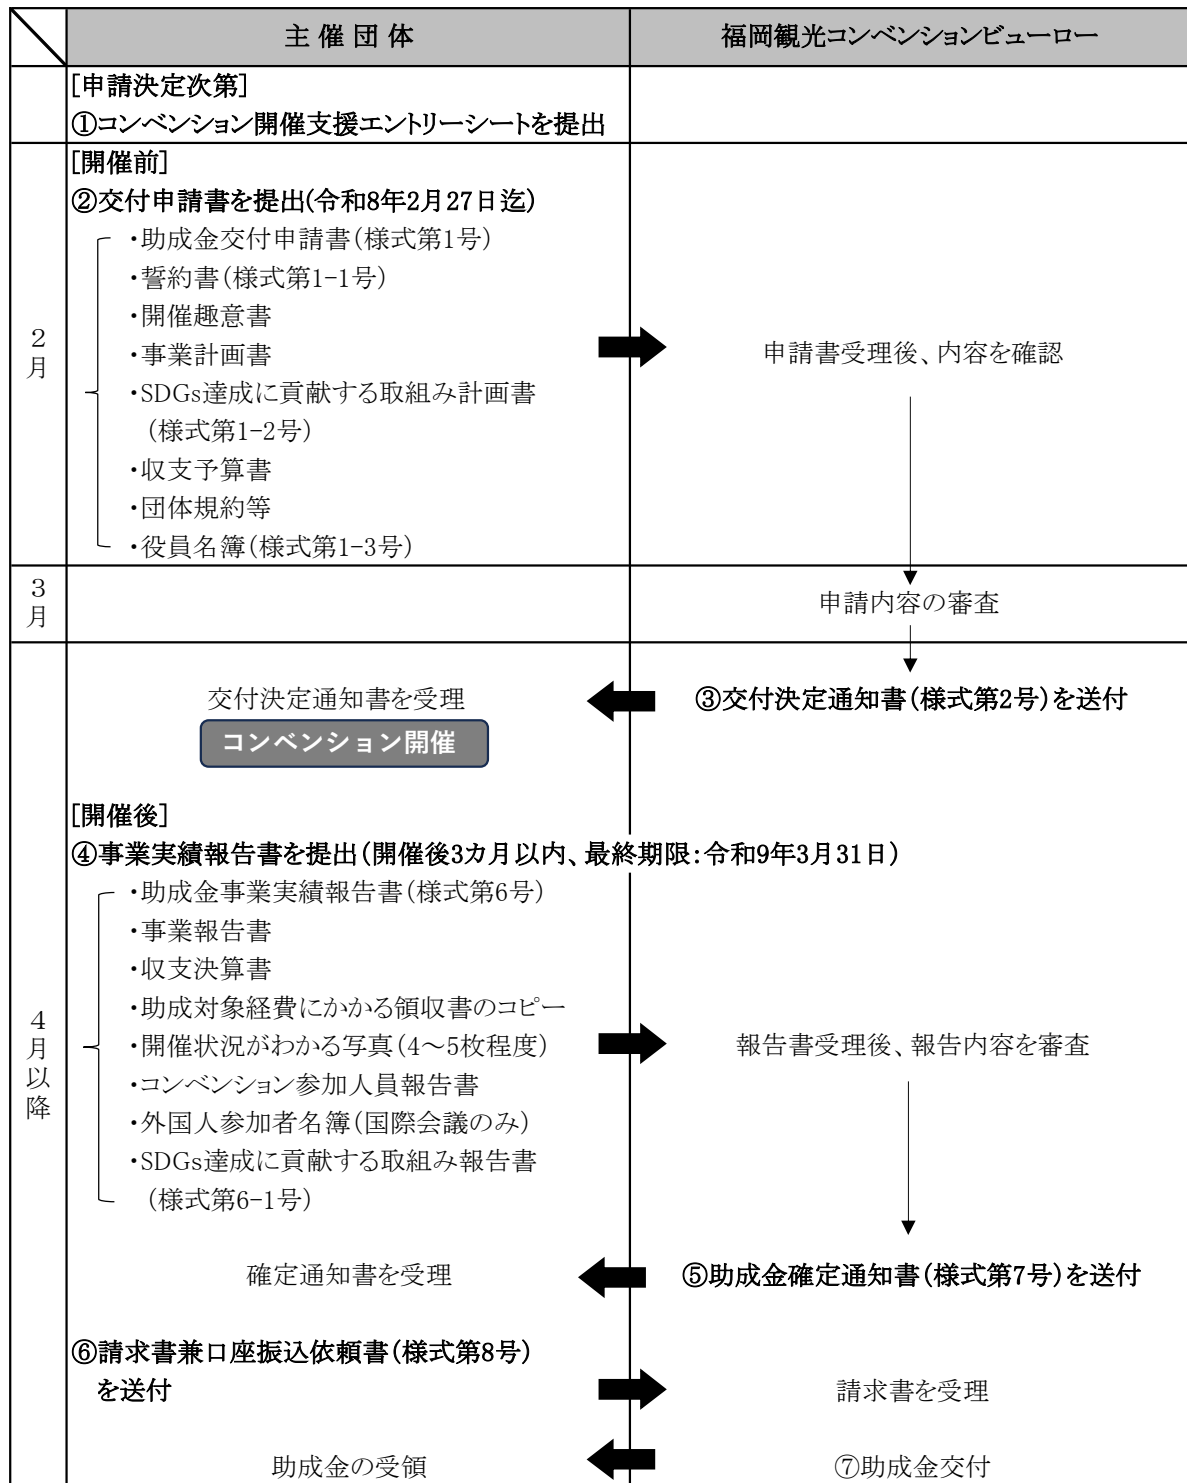 主 催 団 体
福岡観光コンベンションビューロー
[申請決定次第]
①コンベンション開催支援エントリーシートを提出
2月
[開催前]
②交付申請書を提出(令和8年2月27日迄)
・助成金交付申請書(様式第1号)
・誓約書(様式第1-1号)
・開催趣意書
・事業計画書
・SDGs達成に貢献する取組み計画書
(様式第1-2号)
・収支予算書
・団体規約等
・役員名簿(様式第1-3号)
申請書受理後、内容を確認
3月
申請内容の審査
4月以降
交付決定通知書を受理
③交付決定通知書(様式第2号)を送付
コンベンション開催
[開催後]
④事業実績報告書を提出(開催後3カ月以内、最終期限:令和9年3月31日)
・助成金事業実績報告書(様式第6号)
・事業報告書
・収支決算書
・助成対象経費にかかる領収書のコピー
・開催状況がわかる写真(4～5枚程度)
・コンベンション参加人員報告書
・外国人参加者名簿(国際会議のみ)
・SDGs達成に貢献する取組み報告書
(様式第6-1号)
報告書受理後、報告内容を審査
確定通知書を受理
⑤助成金確定通知書(様式第7号)を送付
⑥請求書兼口座振込依頼書(様式第8号)
を送付
請求書を受理
助成金の受領
⑦助成金交付